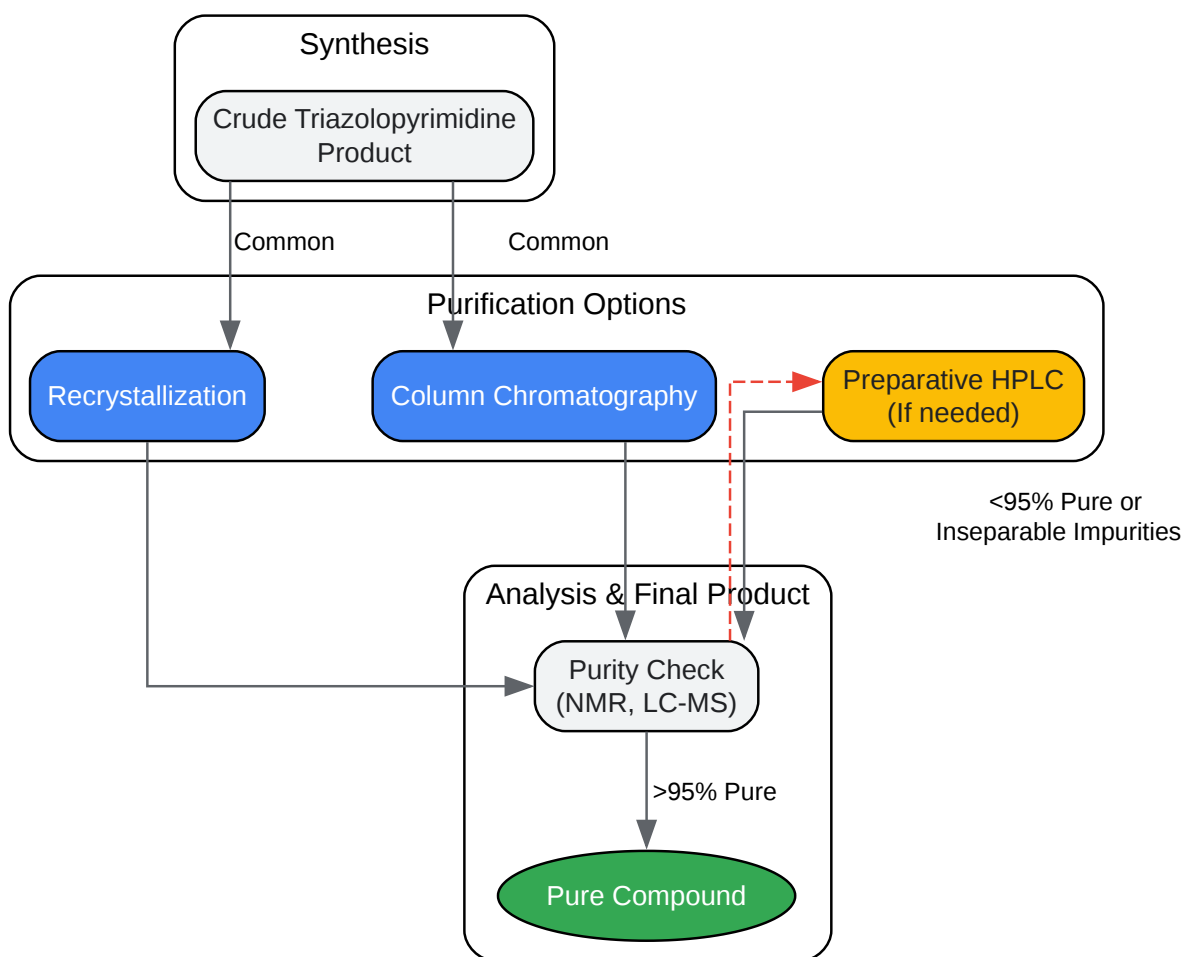 Synthesis
Crude Triazolopyrimidine
Product
Common
Common
Purification Options
Recrystallization
Column Chromatography
Preparative HPLC
(If needed)
<95% Pure or
Inseparable Impurities
Analysis & Final Product
Purity Check
(NMR, LC-MS)
>95% Pure
Pure Compound